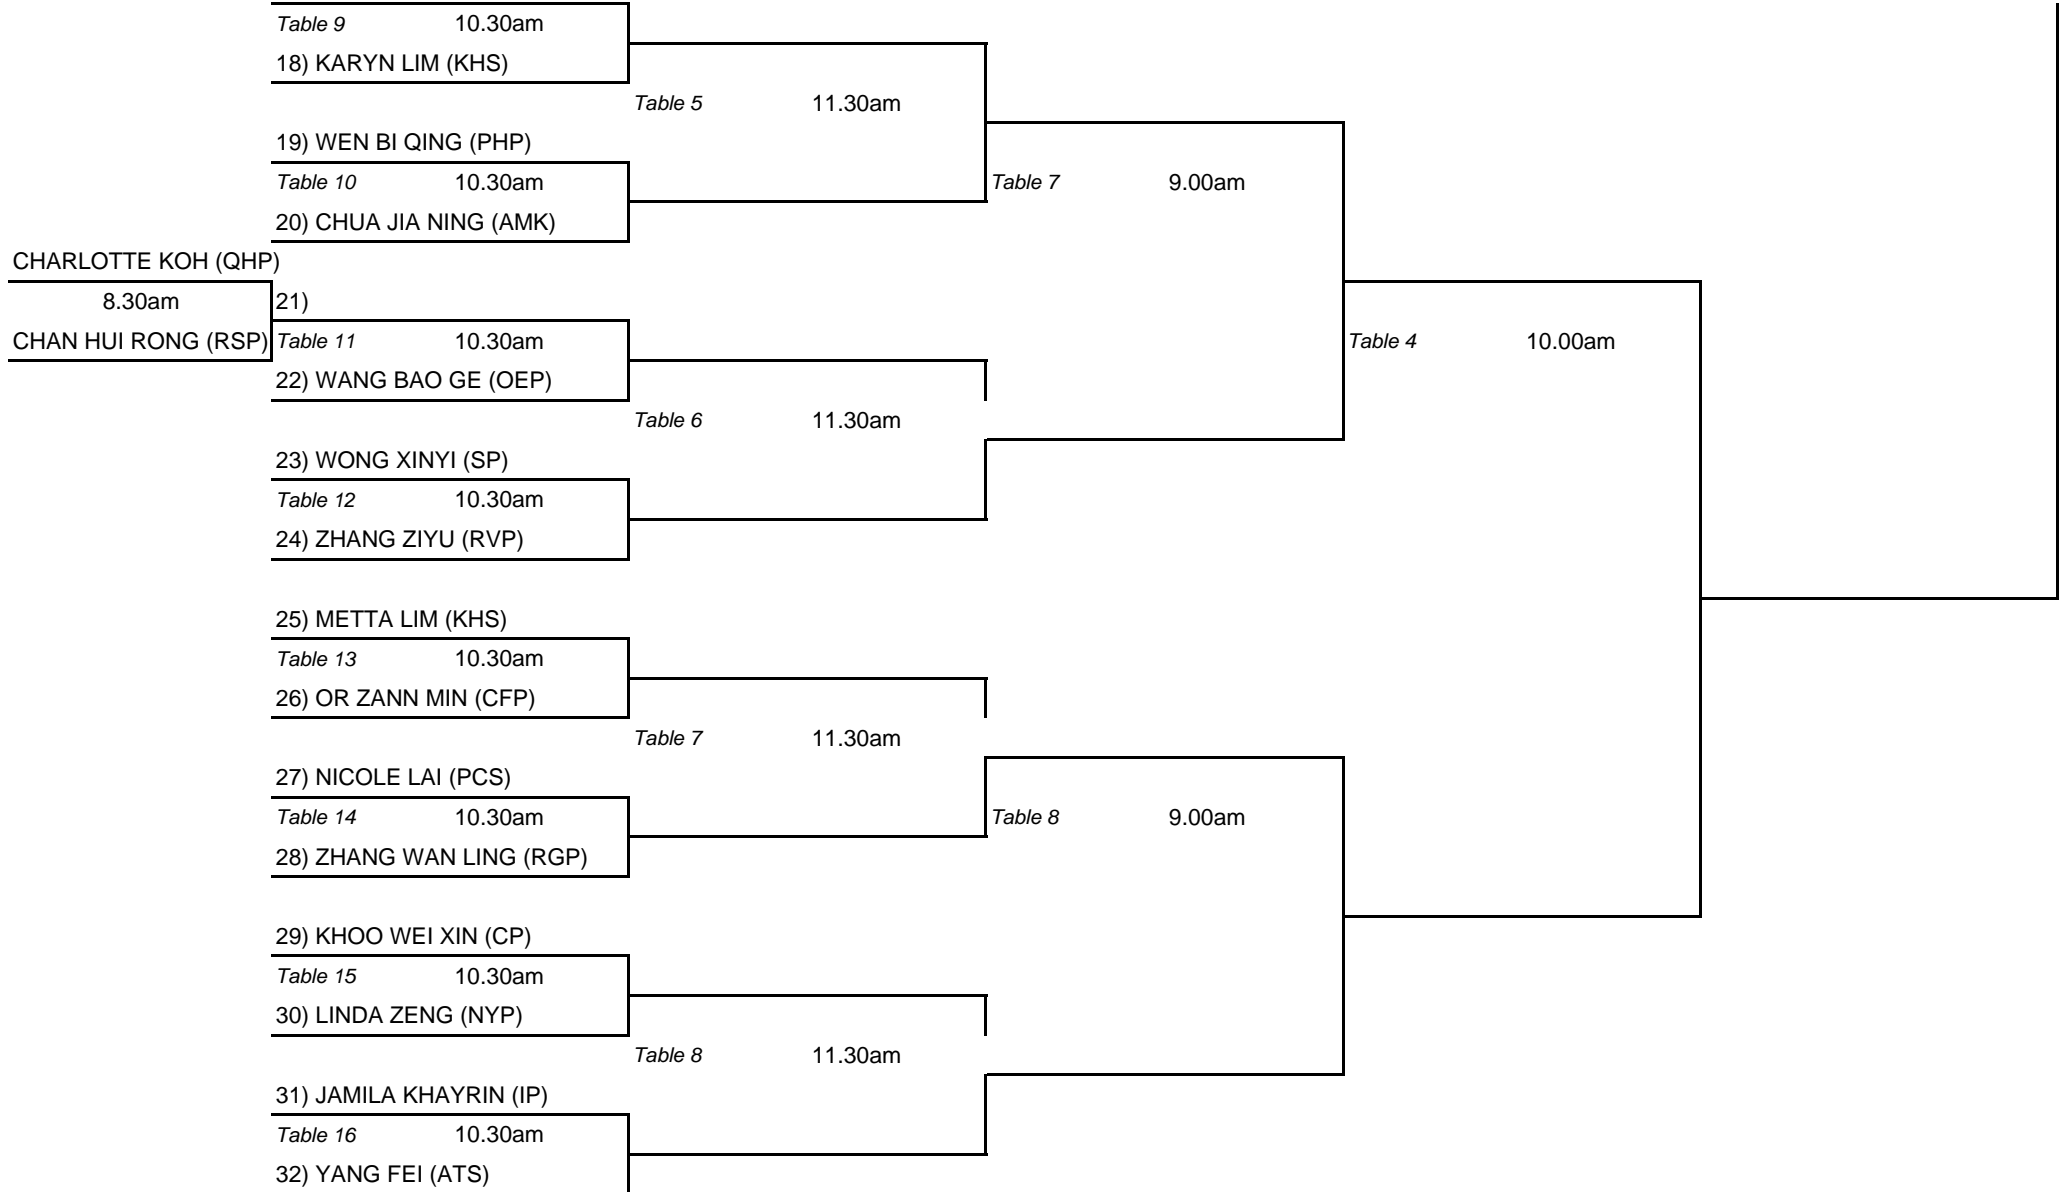 Table 9 10.30am
18) KARYN LIM (KHS)
Table 5 11.30am
19) WEN BI QING (PHP)
Table 10 10.30am
Table 7 9.00am
20) CHUA JIA NING (AMK)
CHARLOTTE KOH (QHP)
8.30am 21)
CHAN HUI RONG (RSP) Table 11 10.30am
Table 4 10.00am
22) WANG BAO GE (OEP)
Table 6 11.30am
23) WONG XINYI (SP)
Table 12 10.30am
24) ZHANG ZIYU (RVP)
25) METTA LIM (KHS)
Table 13 10.30am
26) OR ZANN MIN (CFP)
Table 7 11.30am
27) NICOLE LAI (PCS)
Table 14 10.30am
Table 8 9.00am
28) ZHANG WAN LING (RGP)
29) KHOO WEI XIN (CP)
Table 15 10.30am
30) LINDA ZENG (NYP)
Table 8 11.30am
31) JAMILA KHAYRIN (IP)
Table 16 10.30am
32) YANG FEI (ATS)